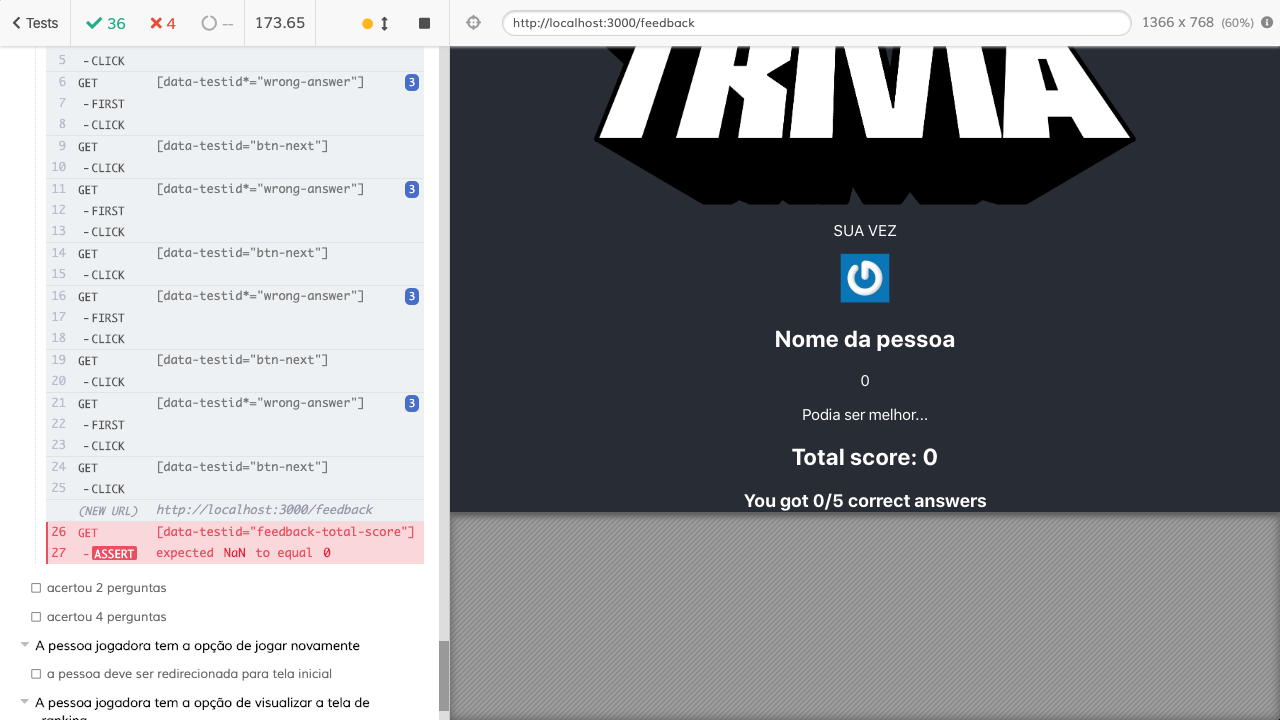 Tests 36 4 -- 173.65 http://localhost:3000/feedback 1366 x 768 (60%)
5 -CLICK
6 GET [data-testid*="wrong-answer"] 3
7 -FIRST
8 -CLICK
9 GET [data-testid="btn-next"]
10 -CLICK
11 GET [data-testid*="wrong-answer"] 3
12 -FIRST
13 -CLICK
14 GET [data-testid="btn-next"]
15 -CLICK
16 GET [data-testid*="wrong-answer"] 3
17 -FIRST
18 -CLICK
19 GET [data-testid="btn-next"]
20 -CLICK
21 GET [data-testid*="wrong-answer"] 3
22 -FIRST
23 -CLICK
24 GET [data-testid="btn-next"]
25 -CLICK
(NEW URL) http://localhost:3000/feedback
26 GET [data-testid="feedback-total-score"]
27 -ASSERT expected NaN to equal 0
acertou 2 perguntas
acertou 4 perguntas
A pessoa jogadora tem a opção de jogar novamente
a pessoa deve ser redirecionada para tela inicial
A pessoa jogadora tem a opção de visualizar a tela de
ranking
TRIVIA
SUA VEZ
Nome da pessoa
0
Podia ser melhor...
Total score: 0
You got 0/5 correct answers